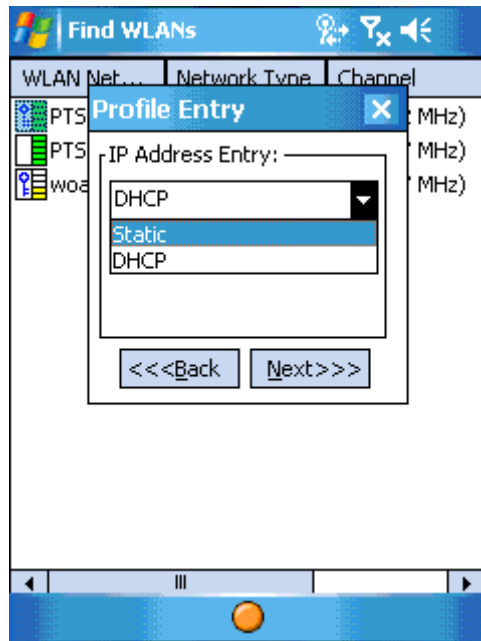 Find WLANs
WLAN Net... Network Type Channel
PTS Profile Entry MHz)
PTS IP Address Entry: MHz)
woa DHCP MHz)
Static
DHCP
<<<Back Next>>>